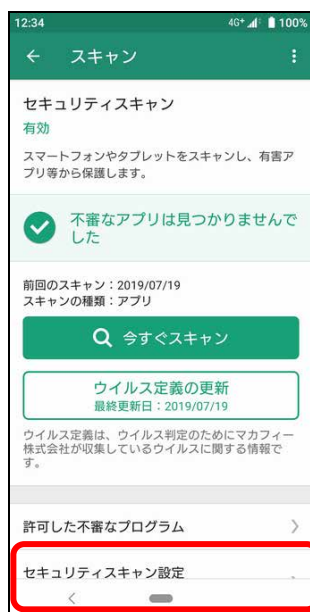 12:34 4G+ 100%
スキャン
セキュリティスキャン
有効
スマートフォンやタブレットをスキャンし、有害ア
プリ等から保護します。
不審なアプリは見つかりませんで
した
前回のスキャン：2019/07/19
スキャンの種類：アプリ
今すぐスキャン
ウイルス定義の更新
最終更新日：2019/07/19
ウイルス定義は、ウイルス判定のためにマカフィー
株式会社が収集しているウイルスに関する情報で
す。
許可した不審なプログラム
セキュリティスキャン設定